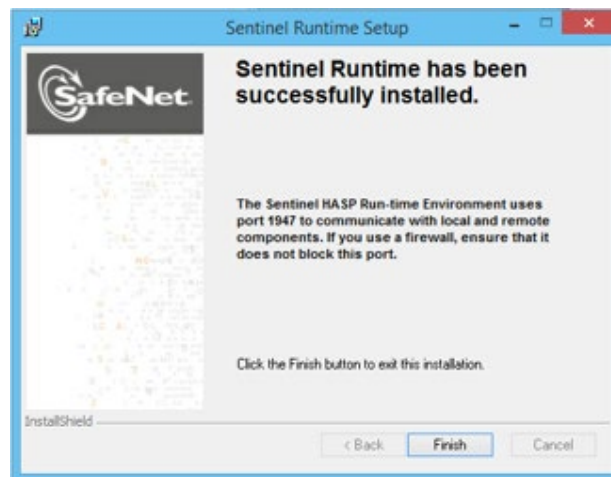 Sentinel Runtime Setup
SafeNet.
Sentinel Runtime has been
successfully installed.
The Sentinel HASP Run-time Environment uses
port 1947 to communicate with local and remote
components. If you use a firewall, ensure that it
does not block this port.
Click the Finish button to exit this installation.
InstallShield
< Back Finish Cancel